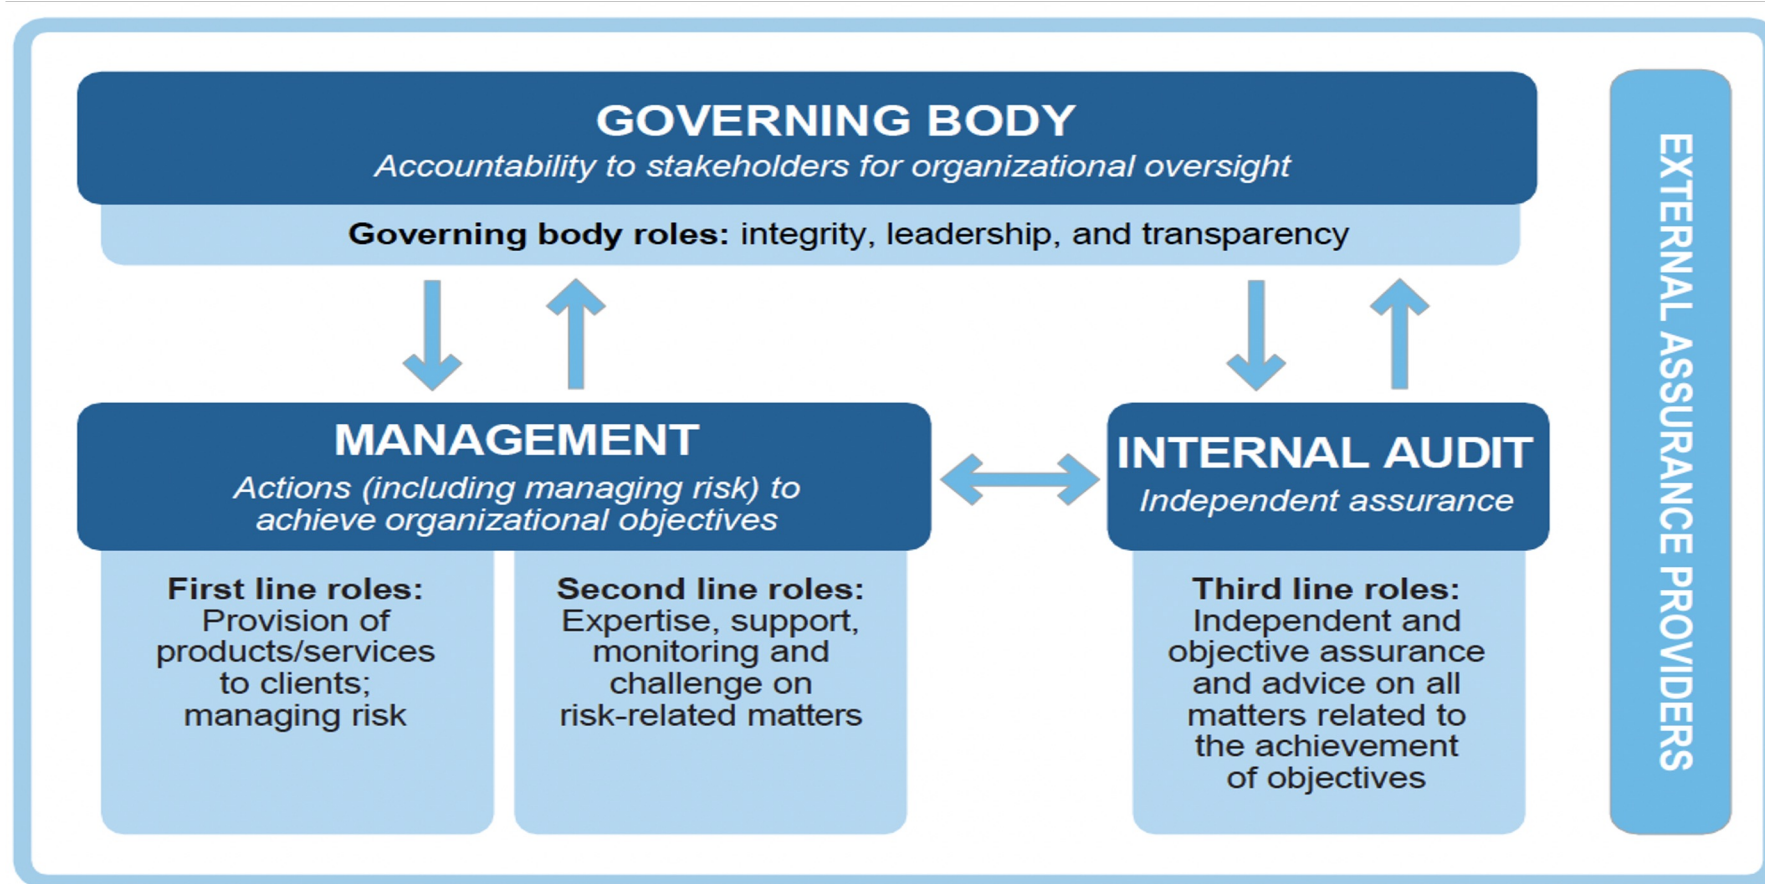 GOVERNING BODY
Accountability to stakeholders for organizational oversight
Governing body roles: integrity, leadership, and transparency
MANAGEMENT
Actions (including managing risk) to
achieve organizational objectives
First line roles:
Provision of
products/services
to clients;
managing risk
Second line roles:
Expertise, support,
monitoring and
challenge on
risk-related matters
INTERNAL AUDIT
Independent assurance
Third line roles:
Independent and
objective assurance
and advice on all
matters related to
the achievement
of objectives
EXTERNAL ASSURANCE PROVIDERS